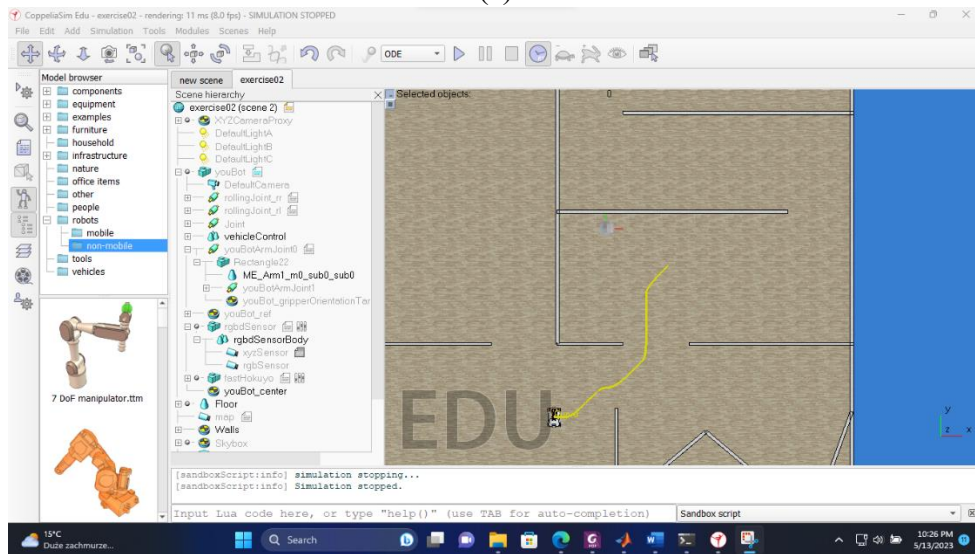 CoppeliaSim Edu - exercise02 - rendering: 11 ms (8.0 fps) - SIMULATION STOPPED
File Edit Add Simulation Tools Modules Scenes Help
ODE
Model browser
components
equipment
examples
furniture
household
infrastructure
nature
office items
other
people
robots
mobile
non-mobile
tools
vehicles
7 DoF manipulator.ttm
new scene exercise02
Scene hierarchy
exercise02 (scene 2)
XYZCameraProxy
DefaultLightA
DefaultLightB
DefaultLightC
youBot
DefaultCamera
rollingJoint_rr
rollingJoint_rl
Joint
vehicleControl
youBotArmJoint0
Rectangle22
ME_Arm1_m0_sub0_sub0
youBotArmJoint1
youBot_gripperOrientationTar
youBot_ref
rgbdSensor
rgbdSensorBody
xyzSensor
rgbSensor
fastHokuyo
youBot_center
Floor
map
Walls
Skybox
Selected objects: 0
EDU
y
z x
[sandboxScript:info] simulation stopping...
[sandboxScript:info] Simulation stopped.
Input Lua code here, or type "help()" (use TAB for auto-completion) Sandbox script
15°C
Duże zachmurze...
Search
10:26 PM
5/13/2023